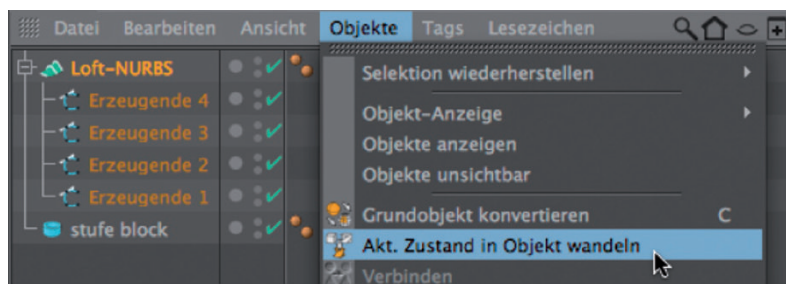 Datei Bearbeiten Ansicht Objekte Tags Lesezeichen
Loft-NURBS
Erzeugende 4
Erzeugende 3
Erzeugende 2
Erzeugende 1
stufe block
Selektion wiederherstellen
Objekt-Anzeige
Objekte anzeigen
Objekte unsichtbar
Grundobjekt konvertieren C
Akt. Zustand in Objekt wandeln
Verbinden